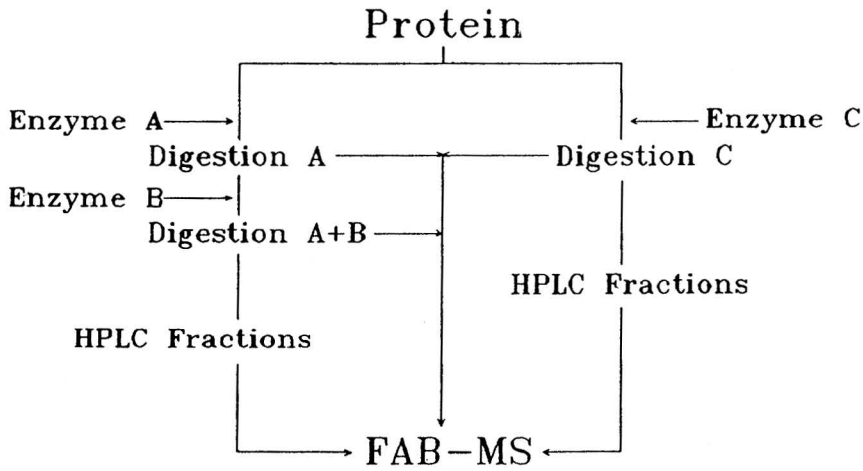 Protein
Enzyme A
Enzyme C
Digestion A
Digestion C
Enzyme B
Digestion A+B
HPLC Fractions
HPLC Fractions
FAB-MS